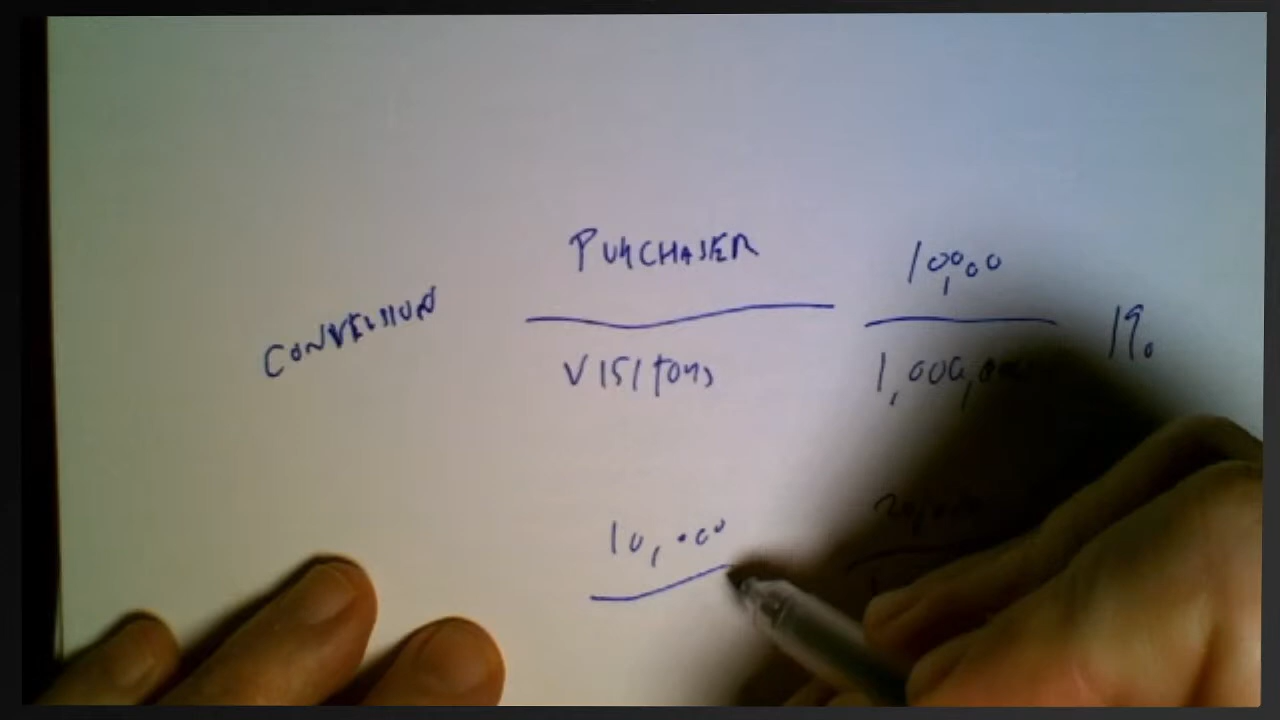 CONVERSION
PURCHASER
VISITORS
10,000
1,000,000
1%
10,000